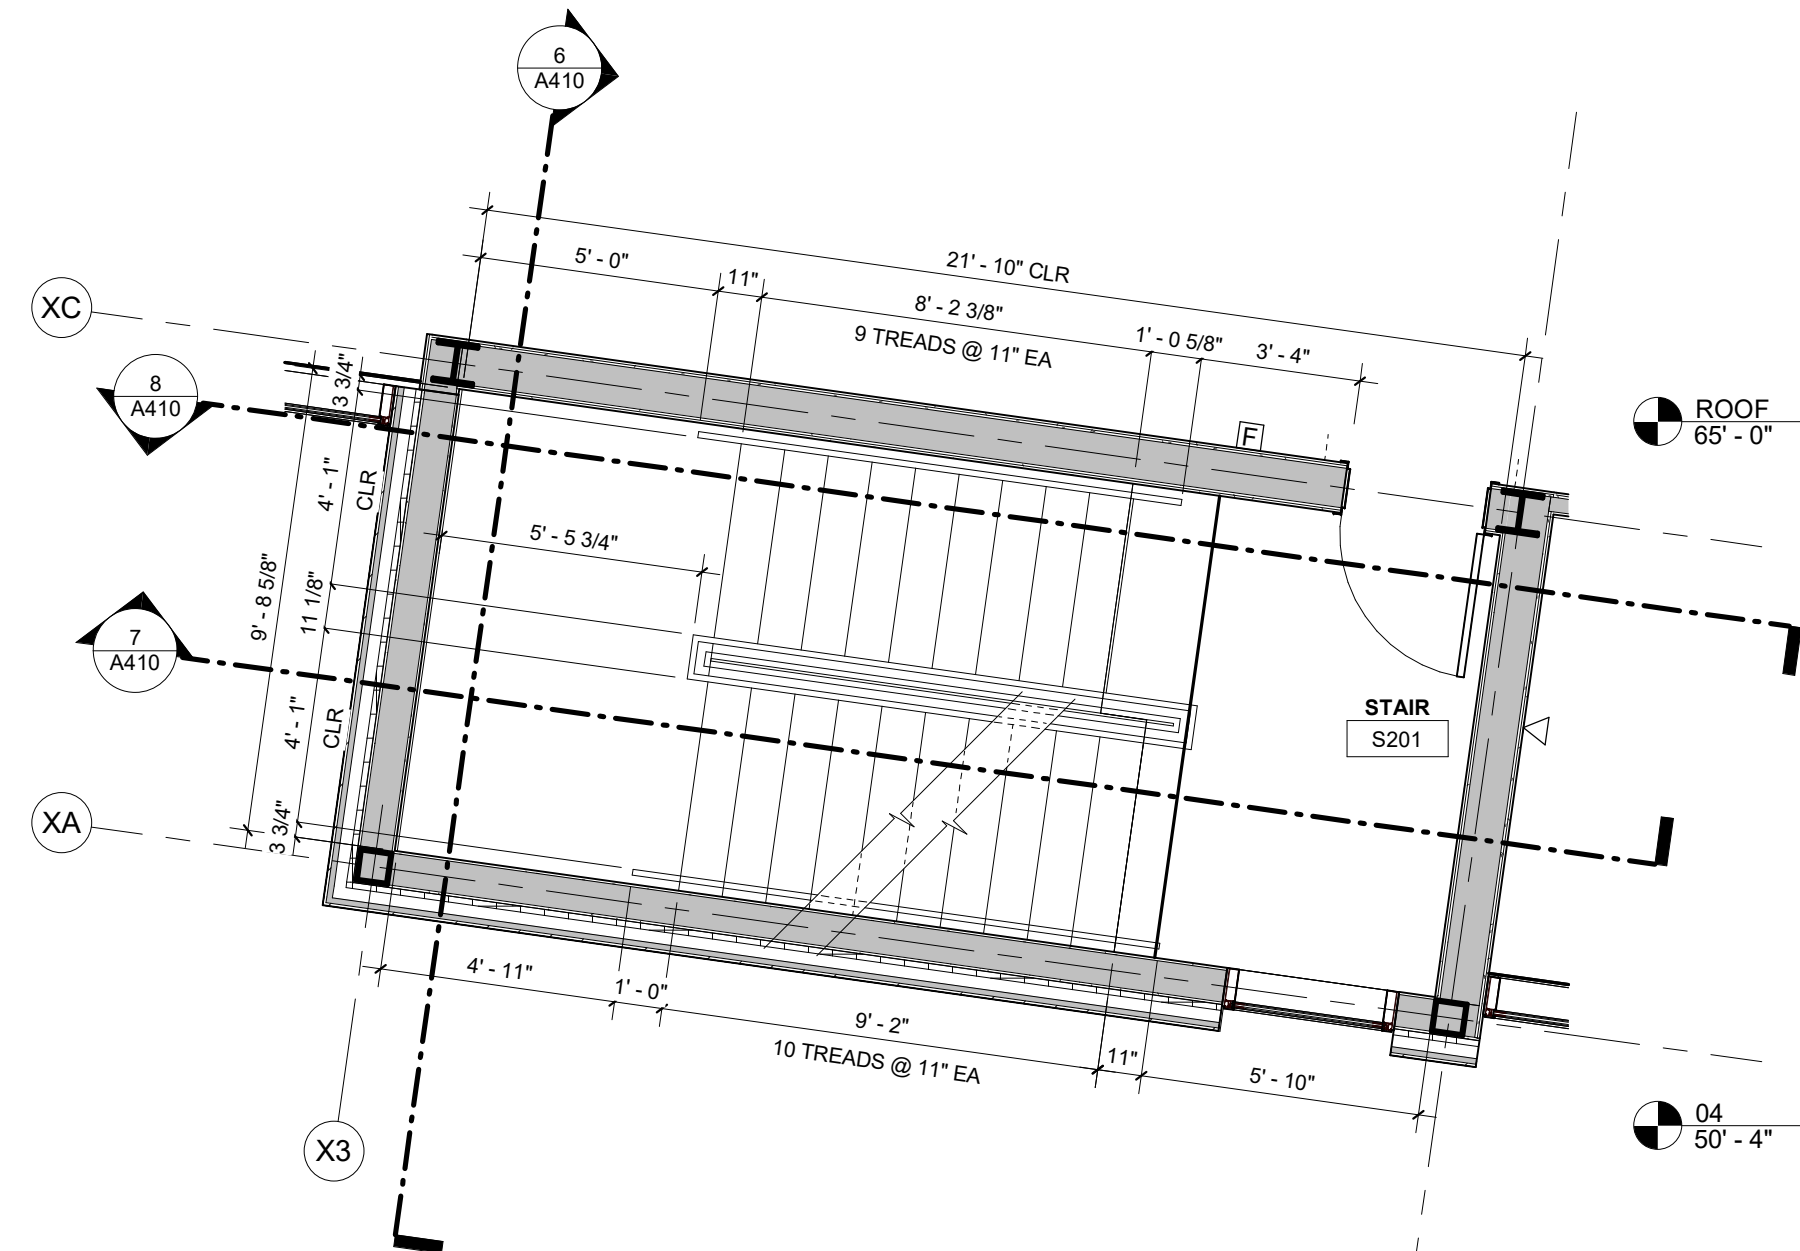 6
A410
21' - 10" CLR
5' - 0"
11"
8' - 2 3/8"
9 TREADS @ 11" EA
1' - 0 5/8"
3' - 4"
XC
8
A410
3 3/4"
F
ROOF
65' - 0"
4' - 1"
CLR
5' - 5 3/4"
9' - 8 5/8"
11 1/8"
7
A410
STAIR
S201
4' - 1"
CLR
XA
3 3/4"
4' - 11"
1' - 0"
9' - 2"
10 TREADS @ 11" EA
11"
5' - 10"
04
50' - 4"
X3